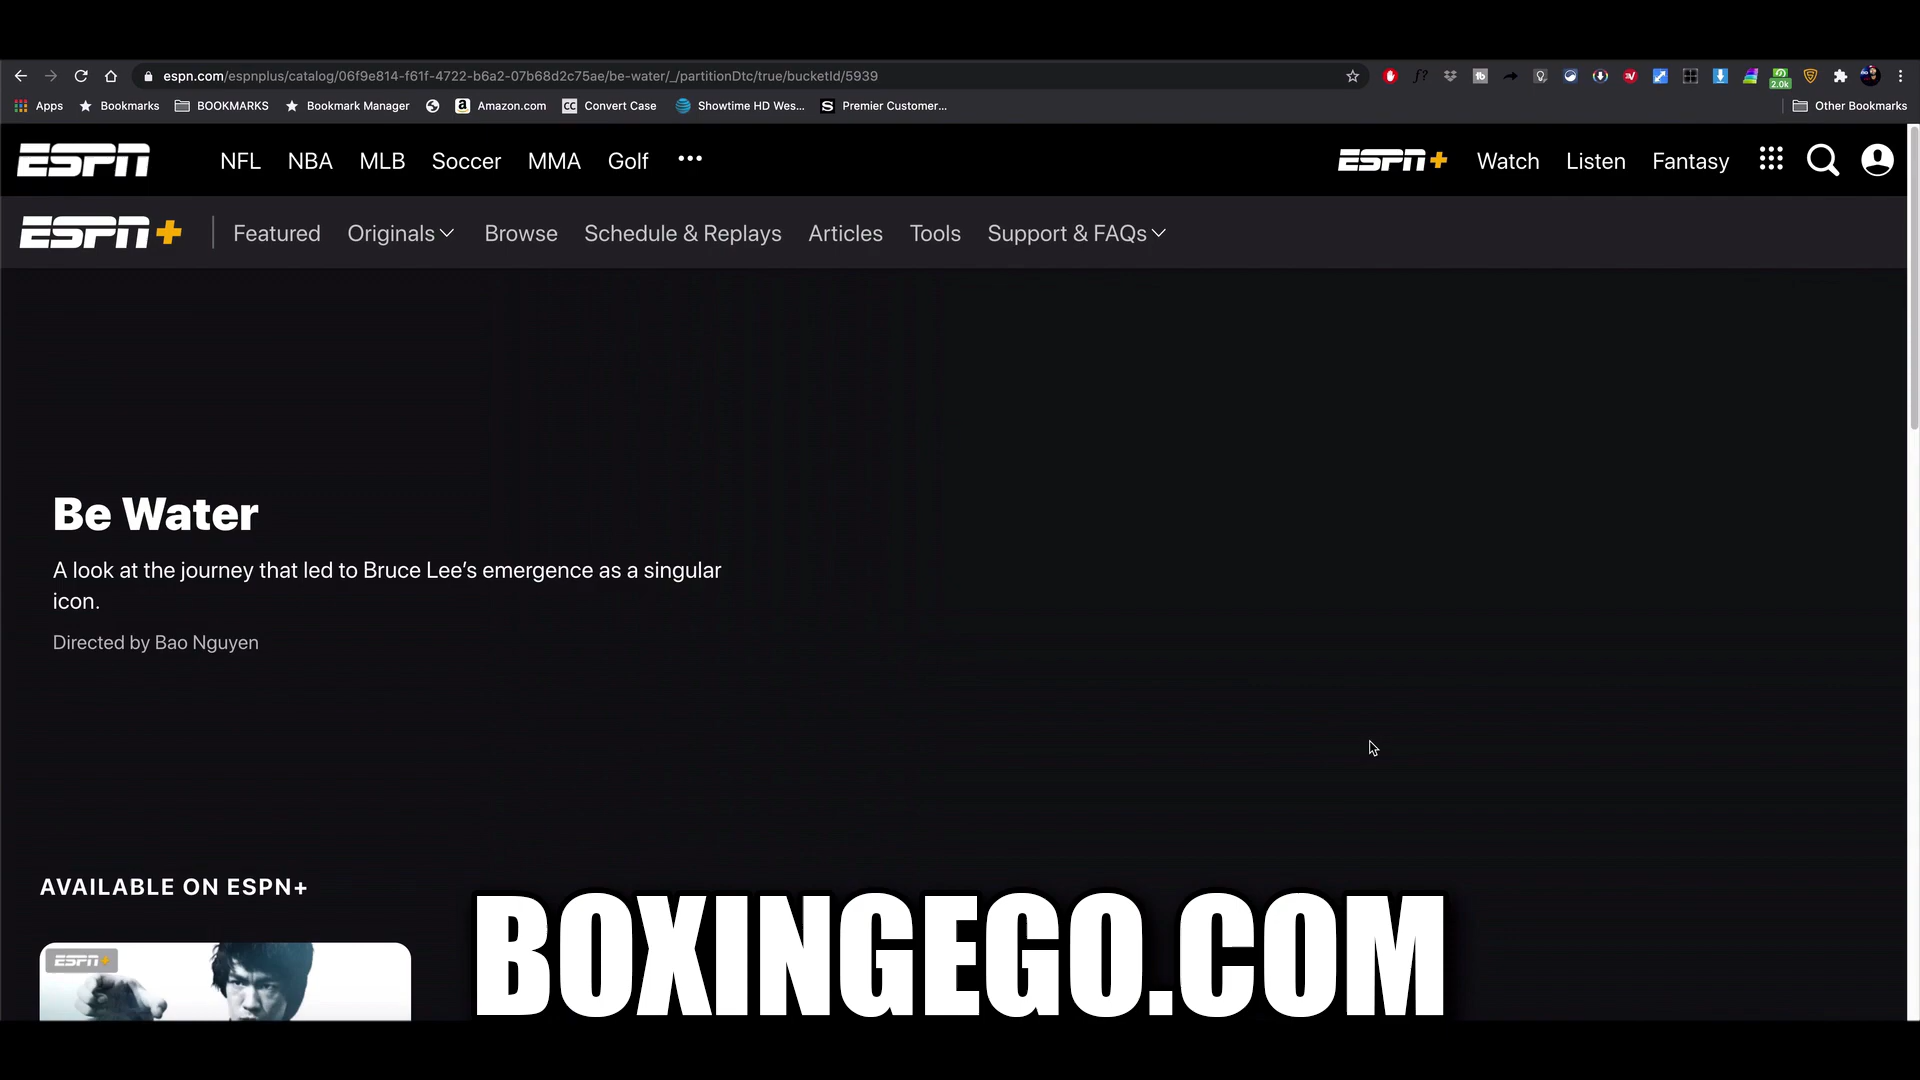 espn.com/espnplus/catalog/06f9e814-f61f-4722-b6a2-07b68d2c75ae/be-water/_/partitionDtc/true/bucketId/5939
Apps Bookmarks BOOKMARKS Bookmark Manager Amazon.com CC Convert Case Showtime HD Wes... S Premier Customer... Other Bookmarks
2.0k
ESPN NFL NBA MLB Soccer MMA Golf ESPN+ Watch Listen Fantasy
ESPN+ Featured Originals Browse Schedule & Replays Articles Tools Support & FAQs
Be Water
A look at the journey that led to Bruce Lee's emergence as a singular
icon.
Directed by Bao Nguyen
AVAILABLE ON ESPN+
ESPN+
BOXINGEGO.COM